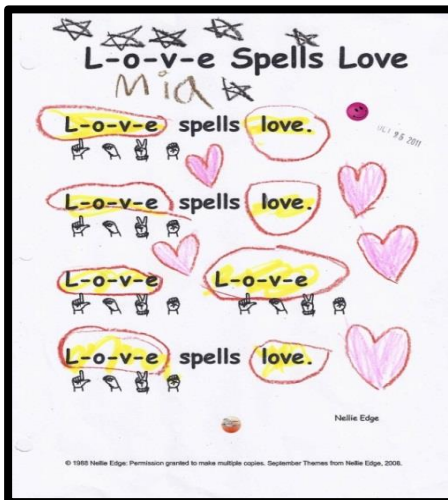 L-o-v-e Spells Love
Mia
L-o-v-e spells love.
L-o-v-e spells love.
L-o-v-e L-o-v-e
L-o-v-e spells love.
Nellie Edge
© 1988 Nellie Edge: Permission granted to make multiple copies. September Themes from Nellie Edge, 2008.